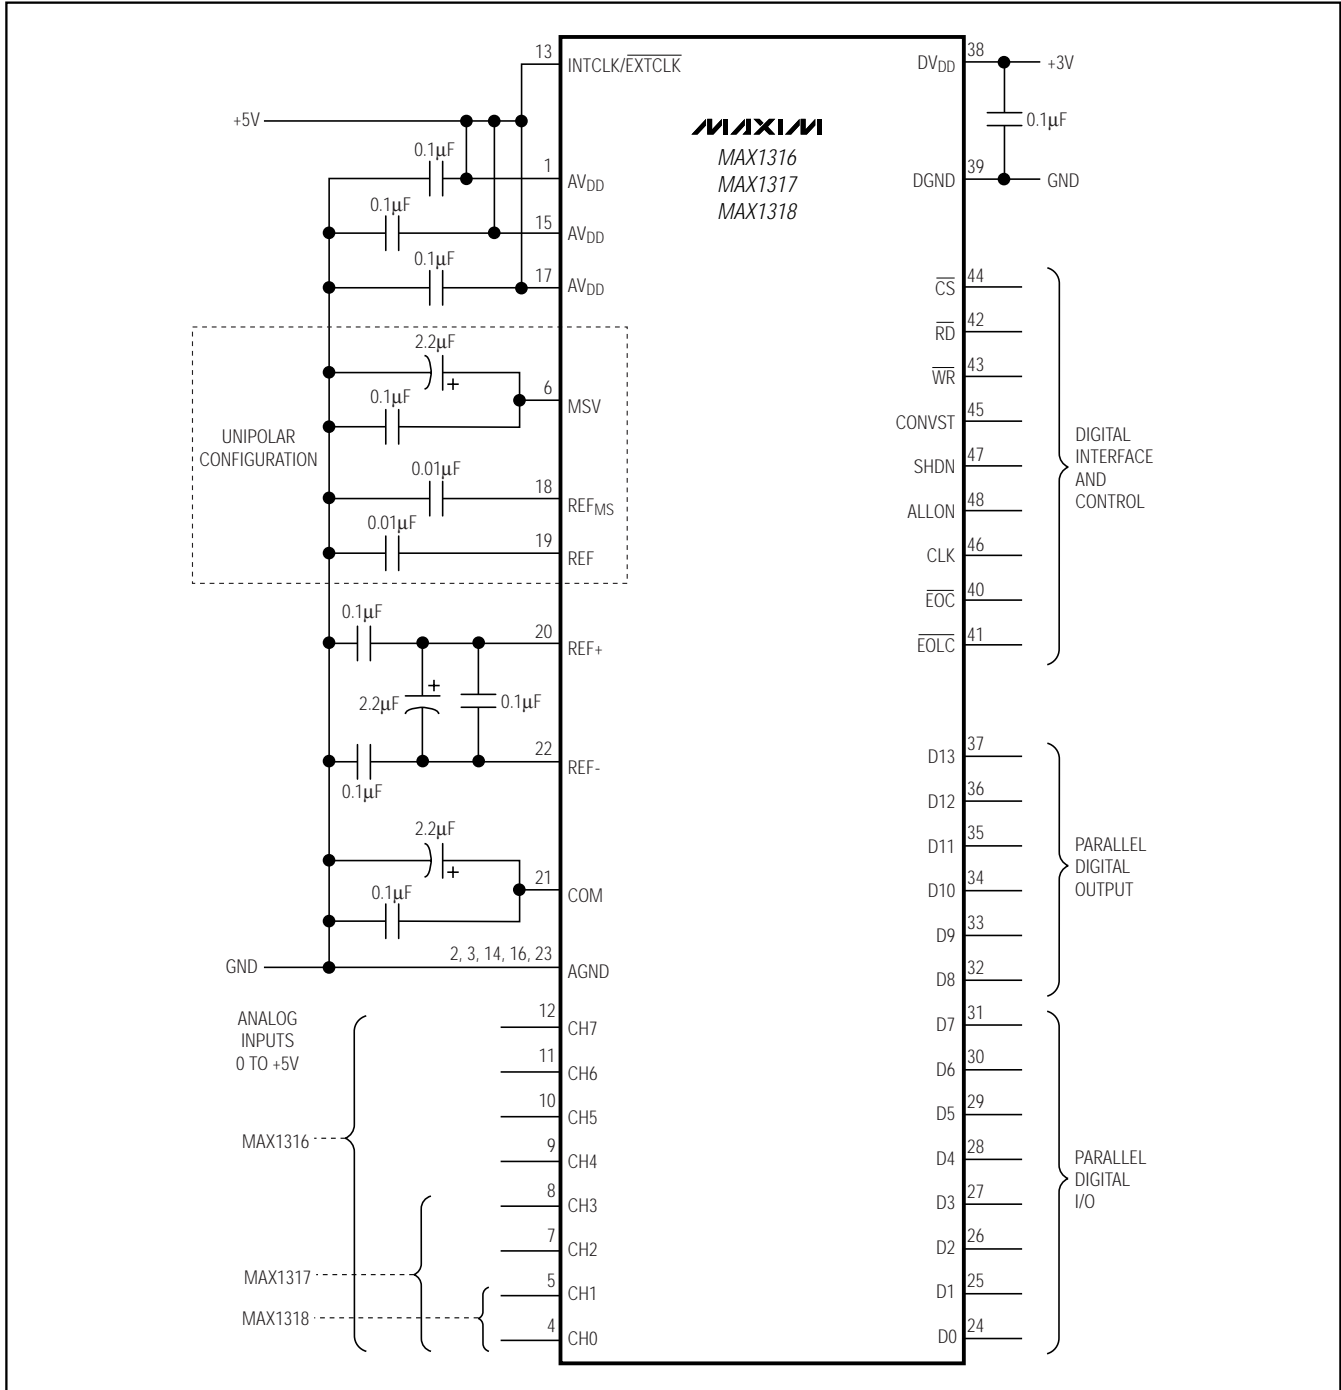 13
INTCLK/EXTCLK
+5V
0.1µF
1
AVDD
0.1µF
15
AVDD
0.1µF
17
AVDD
UNIPOLAR
CONFIGURATION
2.2µF
+
0.1µF
6
MSV
0.01µF
18
REFMS
0.01µF
19
REF
0.1µF
20
REF+
+
2.2µF
0.1µF
22
REF-
0.1µF
2.2µF
+
0.1µF
21
COM
GND
2, 3, 14, 16, 23
AGND
ANALOG
INPUTS
0 TO +5V
12
CH7
11
CH6
10
CH5
9
CH4
8
CH3
7
CH2
5
CH1
4
CH0
MAX1316
MAX1317
MAX1318
MAXIM
MAX1316
MAX1317
MAX1318
DVDD
38
+3V
0.1µF
DGND
39
GND
CS
44
RD
42
WR
43
CONVST
45
SHDN
47
ALLON
48
CLK
46
EOC
40
EOLC
41
DIGITAL
INTERFACE
AND
CONTROL
D13
37
D12
36
D11
35
D10
34
D9
33
D8
32
PARALLEL
DIGITAL
OUTPUT
D7
31
D6
30
D5
29
D4
28
D3
27
D2
26
D1
25
D0
24
PARALLEL
DIGITAL
I/O